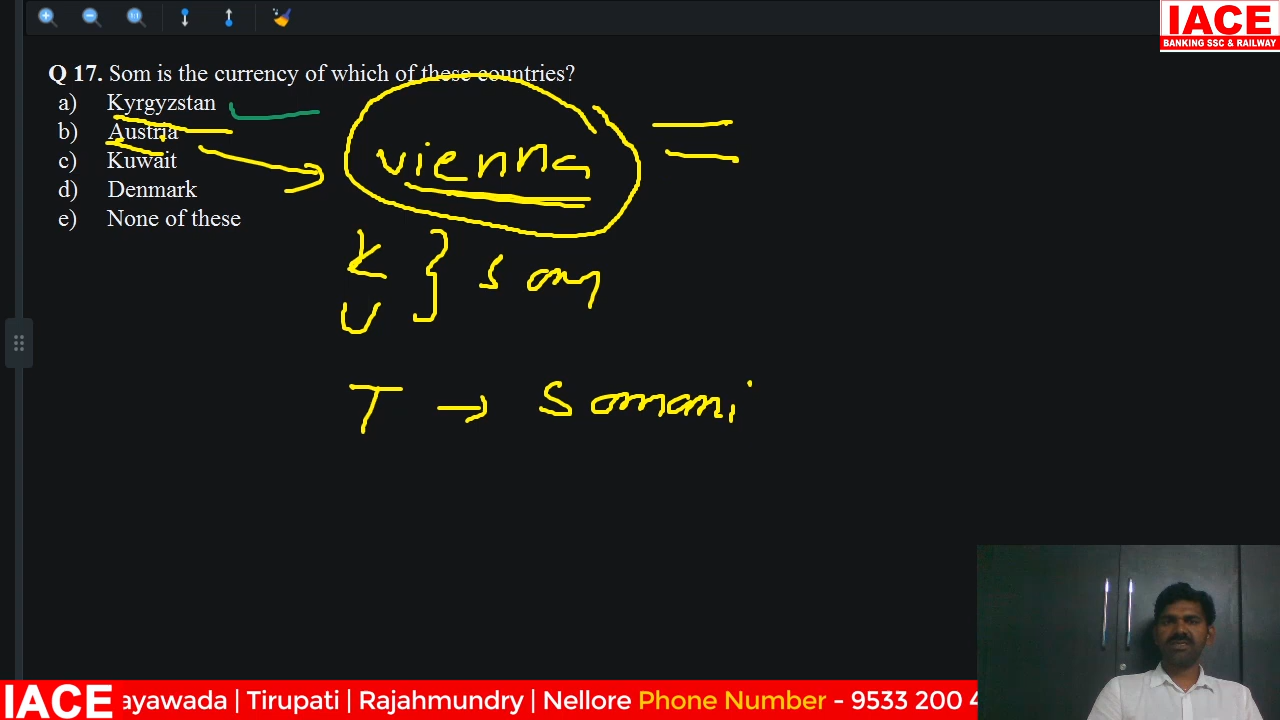 IACE
BANKING SSC & RAILWAY
Q 17. Som is the currency of which of these countries?
a) Kyrgyzstan
b) Austria
c) Kuwait
d) Denmark
e) None of these
vienna
K
U } som
T → Somoni
IACE ayawada | Tirupati | Rajahmundry | Nellore Phone Number - 9533 200 4